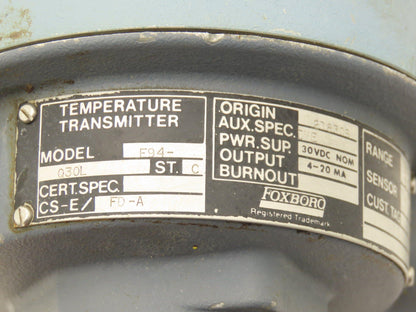 TEMPERATURE
TRANSMITTER
MODEL E94-
Q30L ST. C
CERT.SPEC.
CS-E/ FD-A
ORIGIN
AUX.SPEC.
PWR.SUP. 30VDC NOM
OUTPUT 4-20 MA
BURNOUT
FOXBORO
Registered Trademark
RANGE
SENSOR
CUST.TAG